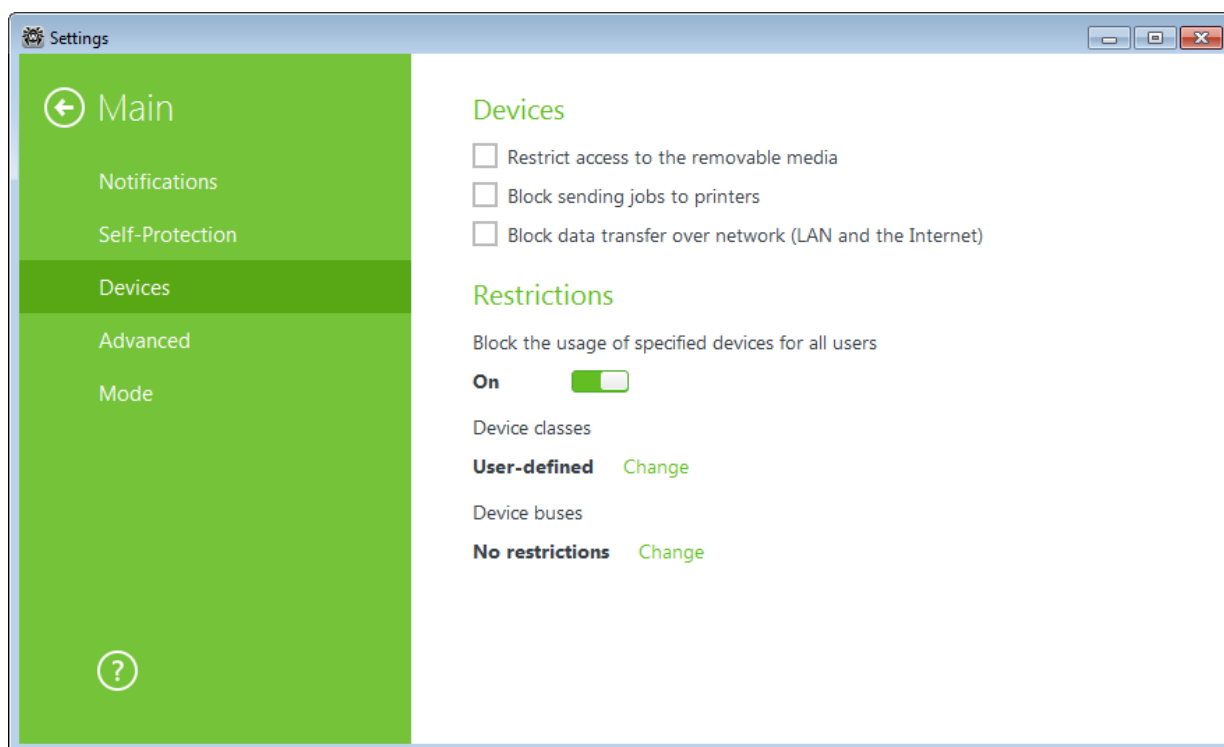 Settings
Main
Notifications
Self-Protection
Devices
Advanced
Mode
?
Devices
Restrict access to the removable media
Block sending jobs to printers
Block data transfer over network (LAN and the Internet)
Restrictions
Block the usage of specified devices for all users
On
Device classes
User-defined Change
Device buses
No restrictions Change